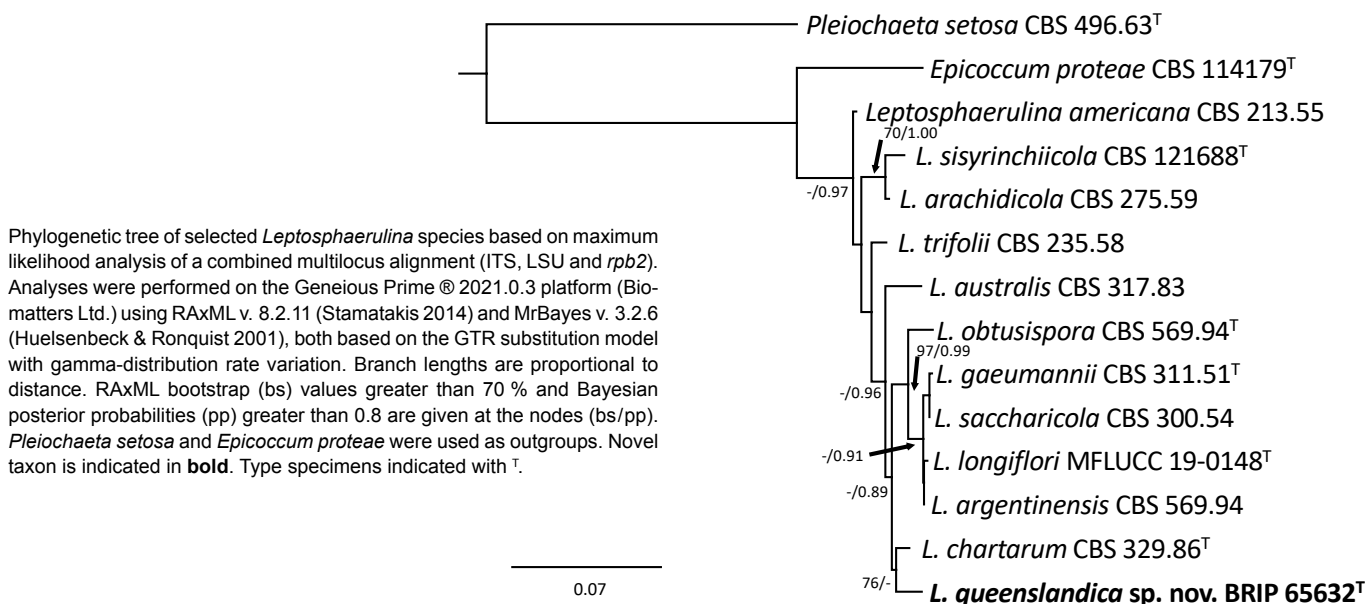 Pleiochaeta setosa CBS 496.63ᵀ
Epicoccum proteae CBS 114179ᵀ
Leptosphaerulina americana CBS 213.55
70/1.00
L. sisyrinchiicola CBS 121688ᵀ
-/0.97
L. arachidicola CBS 275.59
L. trifolii CBS 235.58
L. australis CBS 317.83
L. obtusispora CBS 569.94ᵀ
97/0.99
L. gaeumannii CBS 311.51ᵀ
-/0.96
L. saccharicola CBS 300.54
-/0.91
L. longiflori MFLUCC 19-0148ᵀ
-/0.89
L. argentinensis CBS 569.94
L. chartarum CBS 329.86ᵀ
76/-
L. queenslandica sp. nov. BRIP 65632ᵀ
Phylogenetic tree of selected Leptosphaerulina species based on maximum
likelihood analysis of a combined multilocus alignment (ITS, LSU and rpb2).
Analyses were performed on the Geneious Prime ® 2021.0.3 platform (Bio-
matters Ltd.) using RAxML v. 8.2.11 (Stamatakis 2014) and MrBayes v. 3.2.6
(Huelsenbeck & Ronquist 2001), both based on the GTR substitution model
with gamma-distribution rate variation. Branch lengths are proportional to
distance. RAxML bootstrap (bs) values greater than 70 % and Bayesian
posterior probabilities (pp) greater than 0.8 are given at the nodes (bs/pp).
Pleiochaeta setosa and Epicoccum proteae were used as outgroups. Novel
taxon is indicated in bold. Type specimens indicated with ᵀ.
0.07